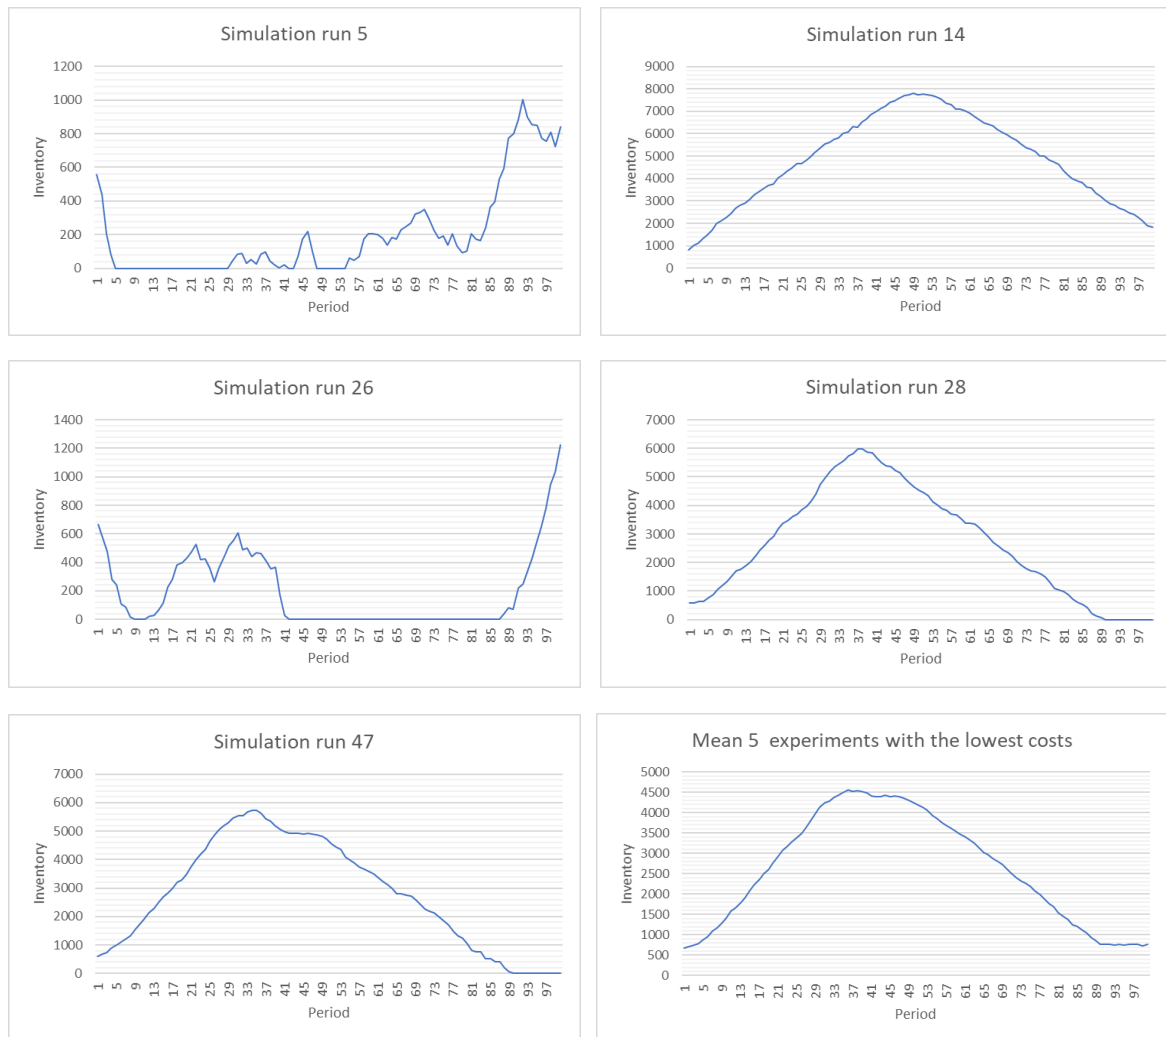 Simulation run 5
1200
1000
800
600
400
200
0
Inventory
1 5 9 13 17 21 25 29 33 37 41 45 49 53 57 61 65 69 73 77 81 85 89 93 97
Period
Simulation run 14
9000
8000
7000
6000
5000
4000
3000
2000
1000
0
Inventory
1 5 9 13 17 21 25 29 33 37 41 45 49 53 57 61 65 69 73 77 81 85 89 93 97
Period
Simulation run 26
1400
1200
1000
800
600
400
200
0
Inventory
1 5 9 13 17 21 25 29 33 37 41 45 49 53 57 61 65 69 73 77 81 85 89 93 97
Period
Simulation run 28
7000
6000
5000
4000
3000
2000
1000
0
Inventory
1 5 9 13 17 21 25 29 33 37 41 45 49 53 57 61 65 69 73 77 81 85 89 93 97
Period
Simulation run 47
7000
6000
5000
4000
3000
2000
1000
0
Inventory
1 5 9 13 17 21 25 29 33 37 41 45 49 53 57 61 65 69 73 77 81 85 89 93 97
Period
Mean 5 experiments with the lowest costs
5000
4500
4000
3500
3000
2500
2000
1500
1000
500
0
Inventory
1 5 9 13 17 21 25 29 33 37 41 45 49 53 57 61 65 69 73 77 81 85 89 93 97
Period